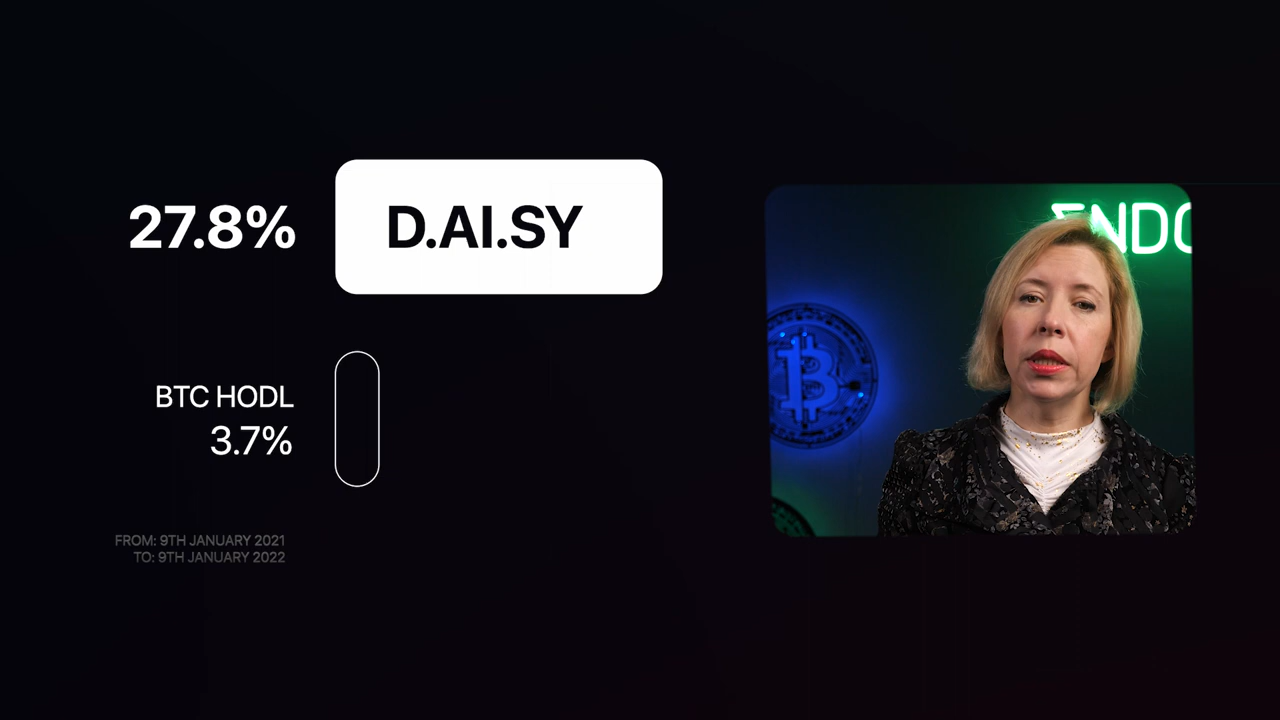 27.8%
D.AI.SY
BTC HODL
3.7%
FROM: 9TH JANUARY 2021
TO: 9TH JANUARY 2022